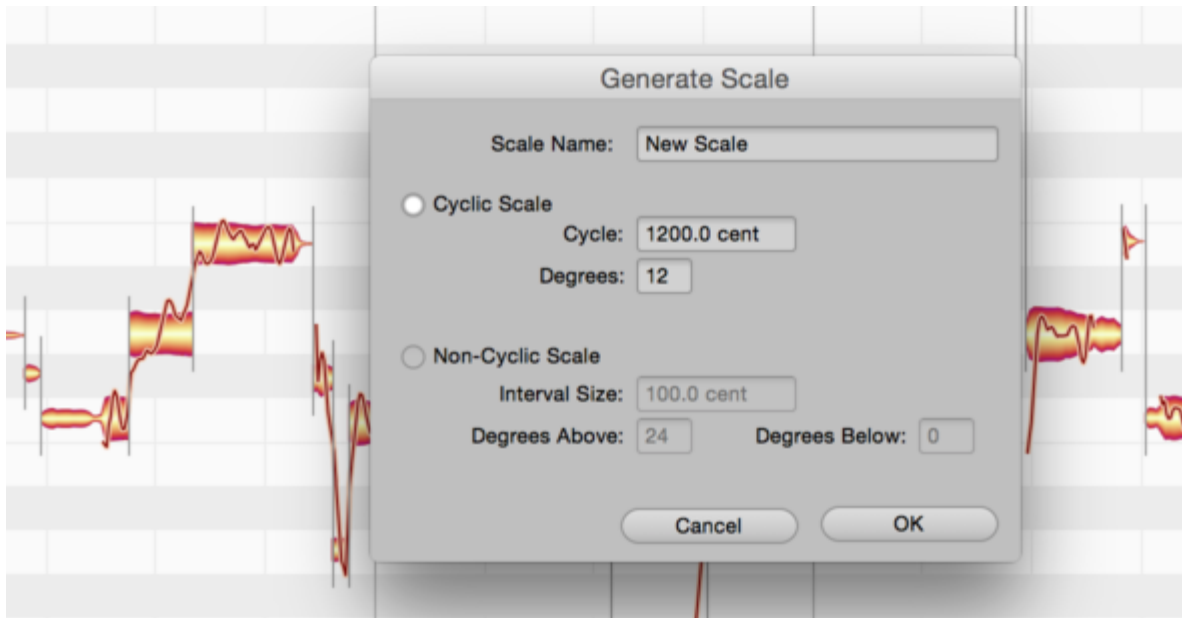 Generate Scale
Scale Name: New Scale
Cyclic Scale
Cycle: 1200.0 cent
Degrees: 12
Non-Cyclic Scale
Interval Size: 100.0 cent
Degrees Above: 24 Degrees Below: 0
Cancel OK